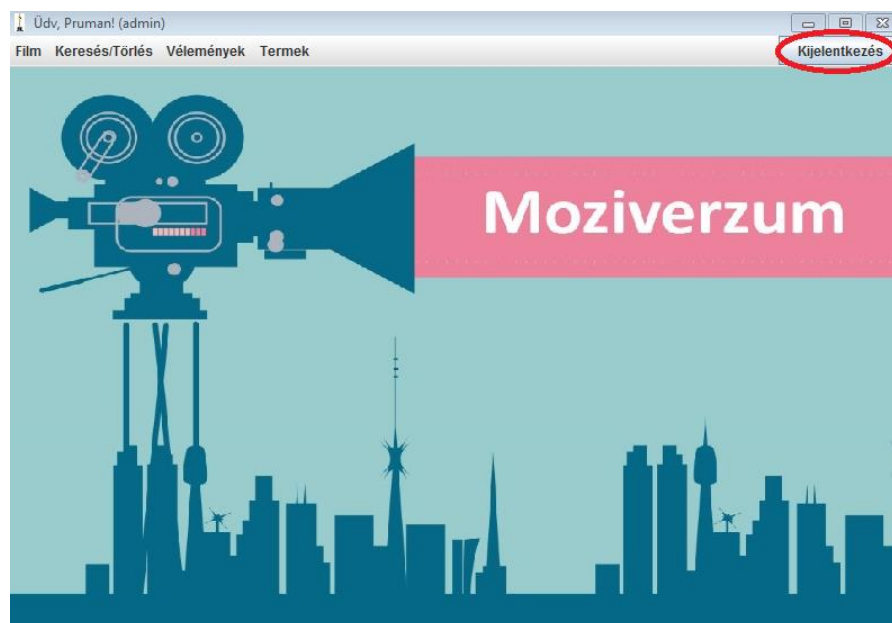 Üdv, Pruman! (admin)
Film Keresés/Törlés Vélemények Termek Kijelentkezés
Moziverzum